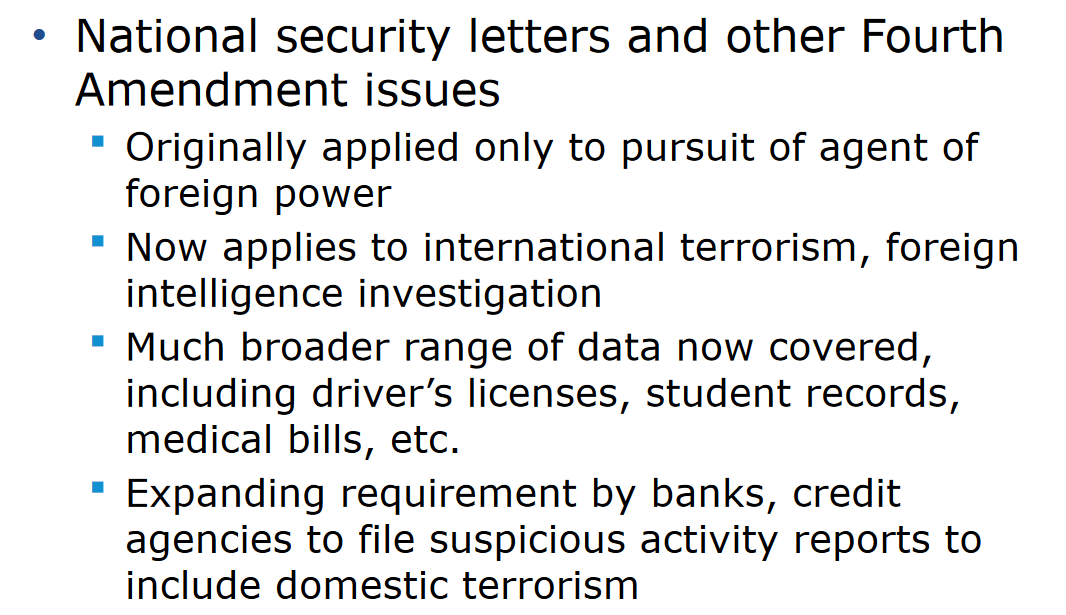 • National security letters and other Fourth
Amendment issues
▪ Originally applied only to pursuit of agent of
foreign power
▪ Now applies to international terrorism, foreign
intelligence investigation
▪ Much broader range of data now covered,
including driver’s licenses, student records,
medical bills, etc.
▪ Expanding requirement by banks, credit
agencies to file suspicious activity reports to
include domestic terrorism